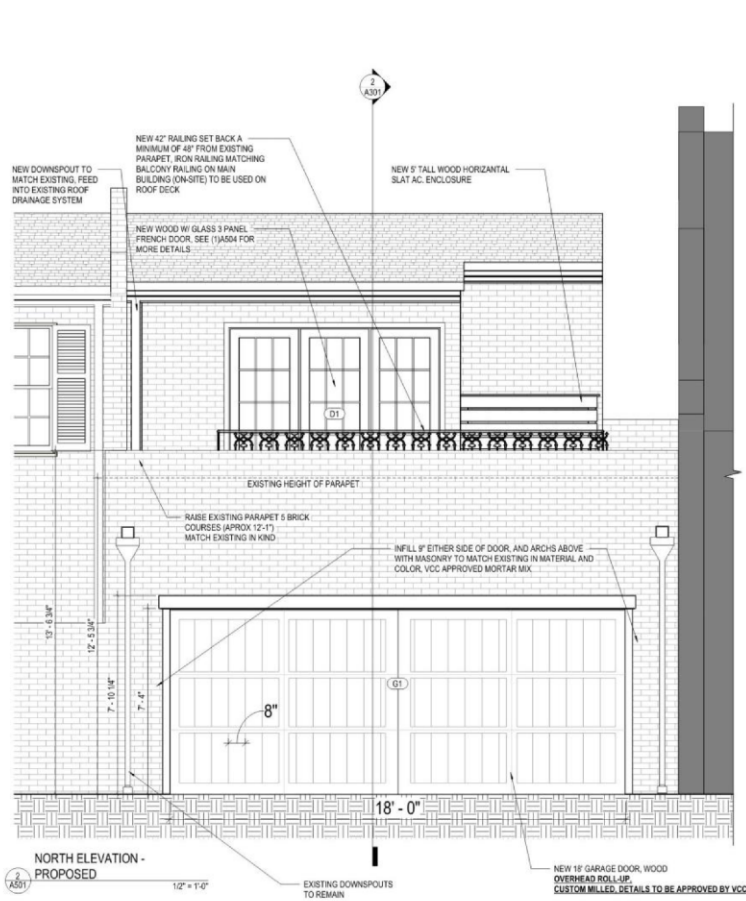 2
A301
NEW 42" RAILING SET BACK A
MINIMUM OF 48" FROM EXISTING
PARAPET, IRON RAILING MATCHING
BALCONY RAILING ON MAIN
BUILDING (ON-SITE) TO BE USED ON
ROOF DECK
NEW DOWNSPOUT TO
MATCH EXISTING, FEED
INTO EXISTING ROOF
DRAINAGE SYSTEM
NEW 5' TALL WOOD HORIZANTAL
SLAT AC. ENCLOSURE
NEW WOOD W/ GLASS 3 PANEL
FRENCH DOOR, SEE (1)A504 FOR
MORE DETAILS
D1
EXISTING HEIGHT OF PARAPET
RAISE EXISTING PARAPET 5 BRICK
COURSES (APROX 12'-1")
MATCH EXISTING IN KIND
INFILL 9" EITHER SIDE OF DOOR, AND ARCHS ABOVE
WITH MASONRY TO MATCH EXISTING IN MATERIAL AND
COLOR, VCC APPROVED MORTAR MIX
13' - 6 3/4"
12' - 5 3/4"
7' - 10 1/4"
7' - 4"
G1
8"
18' - 0"
NORTH ELEVATION -
PROPOSED
2
A501
1/2" = 1'-0"
EXISTING DOWNSPOUTS
TO REMAIN
NEW 18' GARAGE DOOR, WOOD
OVERHEAD ROLL-UP,
CUSTOM MILLED, DETAILS TO BE APPROVED BY VCC